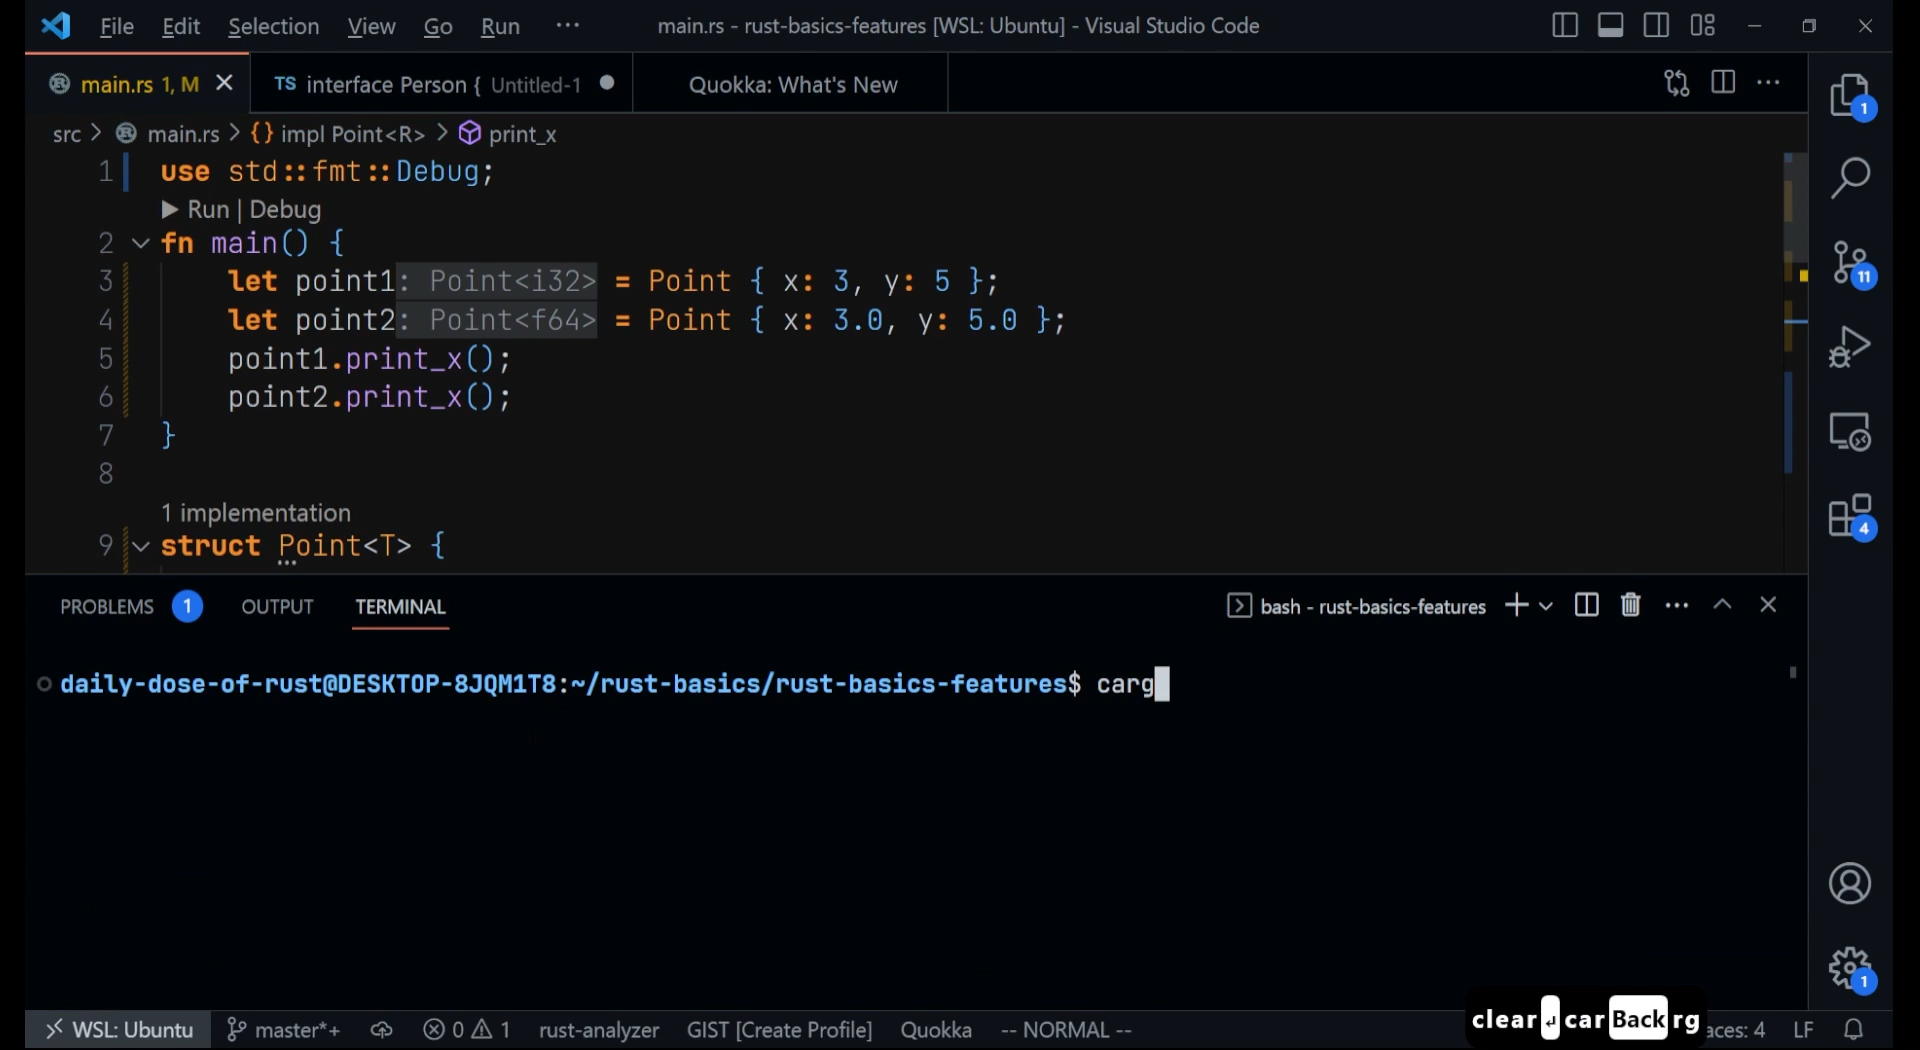 File Edit Selection View Go Run ··· main.rs - rust-basics-features [WSL: Ubuntu] - Visual Studio Code
main.rs 1, M TS interface Person { Untitled-1 Quokka: What's New
src > main.rs > {} impl Point<R> > print_x
1 use std::fmt::Debug;
Run | Debug
2 fn main() {
3 let point1: Point<i32> = Point { x: 3, y: 5 };
4 let point2: Point<f64> = Point { x: 3.0, y: 5.0 };
5 point1.print_x();
6 point2.print_x();
7 }
8
1 implementation
9 struct Point<T> {
1
11
4
PROBLEMS 1 OUTPUT TERMINAL bash - rust-basics-features
daily-dose-of-rust@DESKTOP-8JQM1T8:~/rust-basics/rust-basics-features$ carg
1
WSL: Ubuntu master*+ 0 1 rust-analyzer GIST [Create Profile] Quokka -- NORMAL -- aces: 4 LF
clear ↵ car Back rg